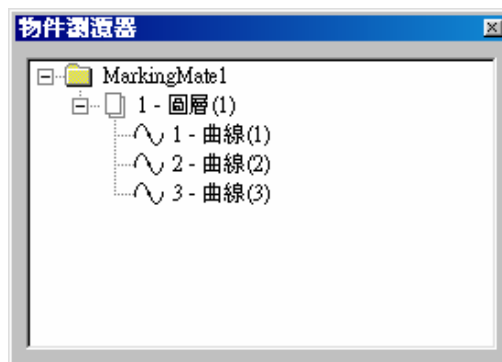 物件瀏灠器
MarkingMate1
1 - 圖層(1)
1 - 曲線(1)
2 - 曲線(2)
3 - 曲線(3)